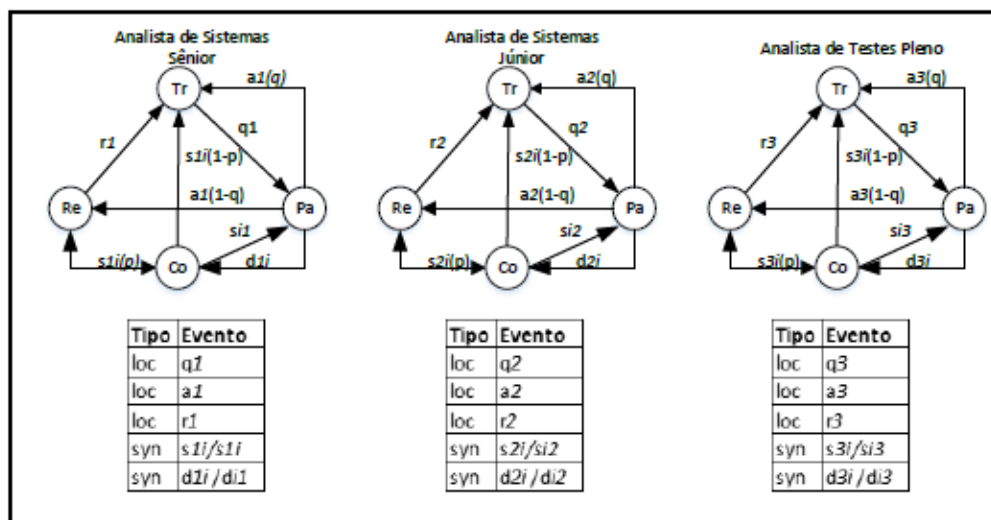 Analista de Sistemas
Sênior
Tr
a1(q)
q1
r1
s1i(1-p)
a1(1-q)
Re
Pa
si1
s1i(p)
Co
d1i
Tipo Evento
loc q1
loc a1
loc r1
syn s1i/s1i
syn d1i/di1
Analista de Sistemas
Júnior
Tr
a2(q)
q2
r2
s2i(1-p)
a2(1-q)
Re
Pa
si2
s2i(p)
Co
d2i
Tipo Evento
loc q2
loc a2
loc r2
syn s2i/si2
syn d2i/di2
Analista de Testes Pleno
Tr
a3(q)
q3
r3
s3i(1-p)
a3(1-q)
Re
Pa
si3
s3i(p)
Co
d3i
Tipo Evento
loc q3
loc a3
loc r3
syn s3i/si3
syn d3i/di3